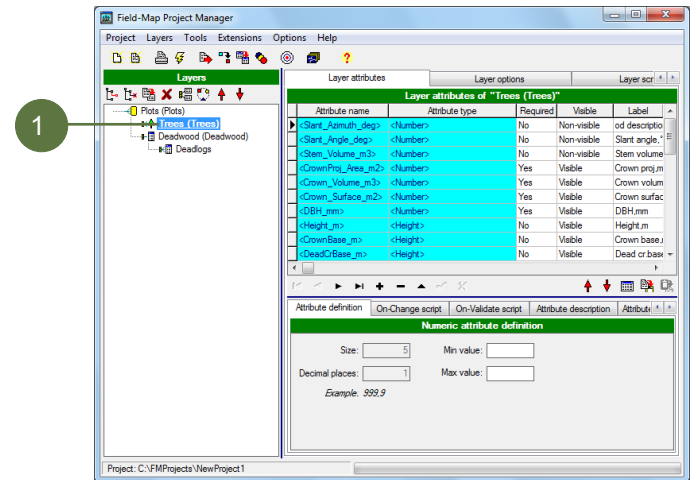 Field-Map Project Manager
Project Layers Tools Extensions Options Help
Layers
Layer attributes Layer options Layer scr
Layer attributes of "Trees (Trees)"
Plots (Plots)
Trees (Trees)
Deadwood (Deadwood)
Deadlogs
1
Attribute name Attribute type Required Visible Label
<Slant_Azimuth_deg> <Number> No Non-visible od descriptio
<Slant_Angle_deg> <Number> No Non-visible Slant angle,°
<Stem_Volume_m3> <Number> No Non-visible Stem volume
<CrownProj_Area_m2> <Number> Yes Visible Crown proj,m
<Crown_Volume_m3> <Number> Yes Visible Crown volum
<Crown_Surface_m2> <Number> Yes Visible Crown surfac
<DBH_mm> <Number> Yes Visible DBH,mm
<Height_m> <Height> No Visible Height,m
<CrownBase_m> <Height> No Visible Crown base,
<DeadCrBase_m> <Height> No Visible Dead cr.base
Attribute definition On-Change script On-Validate script Attribute description Attribute
Numeric attribute definition
Size: 5 Min value:
Decimal places: 1 Max value:
Example: 999,9
Project: C:\FMProjects\NewProject1